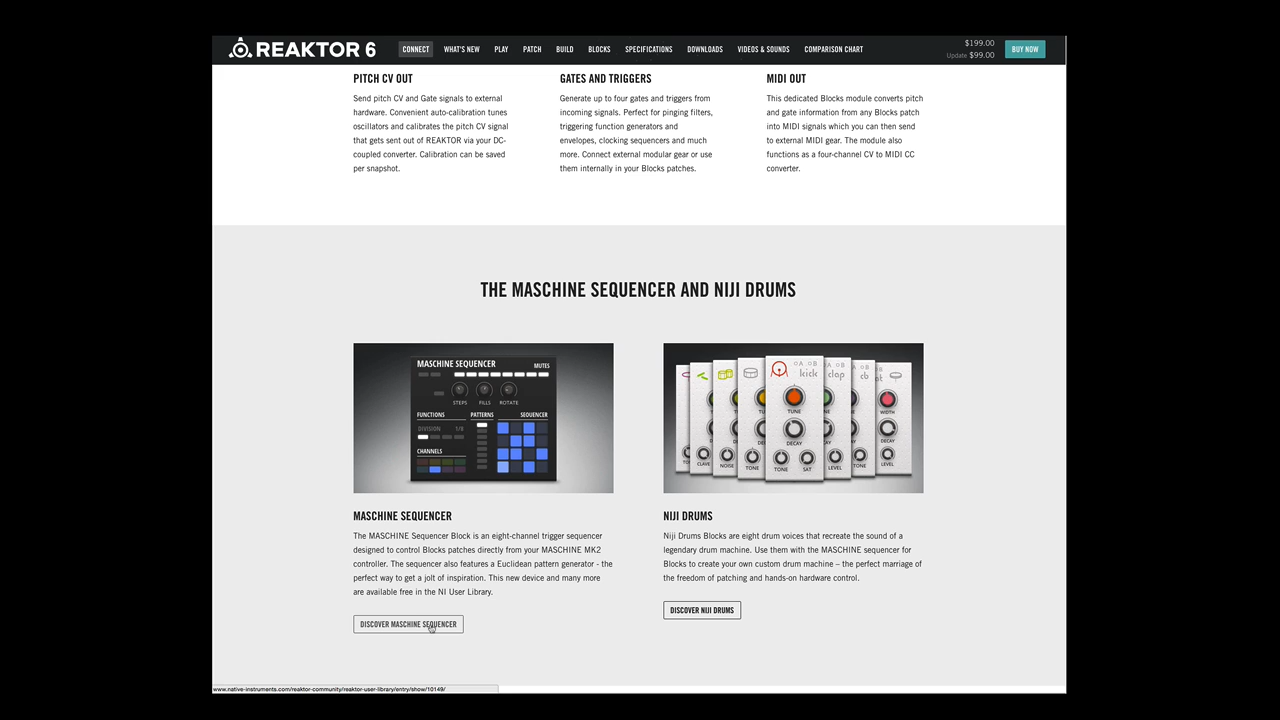 REAKTOR 6
CONNECT WHAT'S NEW PLAY PATCH BUILD BLOCKS SPECIFICATIONS DOWNLOADS VIDEOS & SOUNDS COMPARISON CHART
$199.00
Update $99.00
BUY NOW
PITCH CV OUT
Send pitch CV and Gate signals to external
hardware. Convenient auto-calibration tunes
oscillators and calibrates the pitch CV signal
that gets sent out of REAKTOR via your DC-
coupled converter. Calibration can be saved
per snapshot.
GATES AND TRIGGERS
Generate up to four gates and triggers from
incoming signals. Perfect for pinging filters,
triggering function generators and
envelopes, clocking sequencers and much
more. Connect external modular gear or use
them internally in your Blocks patches.
MIDI OUT
This dedicated Blocks module converts pitch
and gate information from any Blocks patch
into MIDI signals which you can then send
to external MIDI gear. The module also
functions as a four-channel CV to MIDI CC
converter.
THE MASCHINE SEQUENCER AND NIJI DRUMS
MASCHINE SEQUENCER
MUTES
STEPS FILLS ROTATE
FUNCTIONS PATTERNS SEQUENCER
DIVISION 1/8
CHANNELS
A B
kick
clap
cb
TUNE
WIDTH
DECAY
DECAY
CLAVE NOISE TONE TONE SAT LEVEL TONE LEVEL
MASCHINE SEQUENCER
The MASCHINE Sequencer Block is an eight-channel trigger sequencer
designed to control Blocks patches directly from your MASCHINE MK2
controller. The sequencer also features a Euclidean pattern generator - the
perfect way to get a jolt of inspiration. This new device and many more
are available free in the NI User Library.
DISCOVER MASCHINE SEQUENCER
NIJI DRUMS
Niji Drums Blocks are eight drum voices that recreate the sound of a
legendary drum machine. Use them with the MASCHINE sequencer for
Blocks to create your own custom drum machine – the perfect marriage of
the freedom of patching and hands-on hardware control.
DISCOVER NIJI DRUMS
www.native-instruments.com/reaktor-community/reaktor-user-library/entry/show/10149/